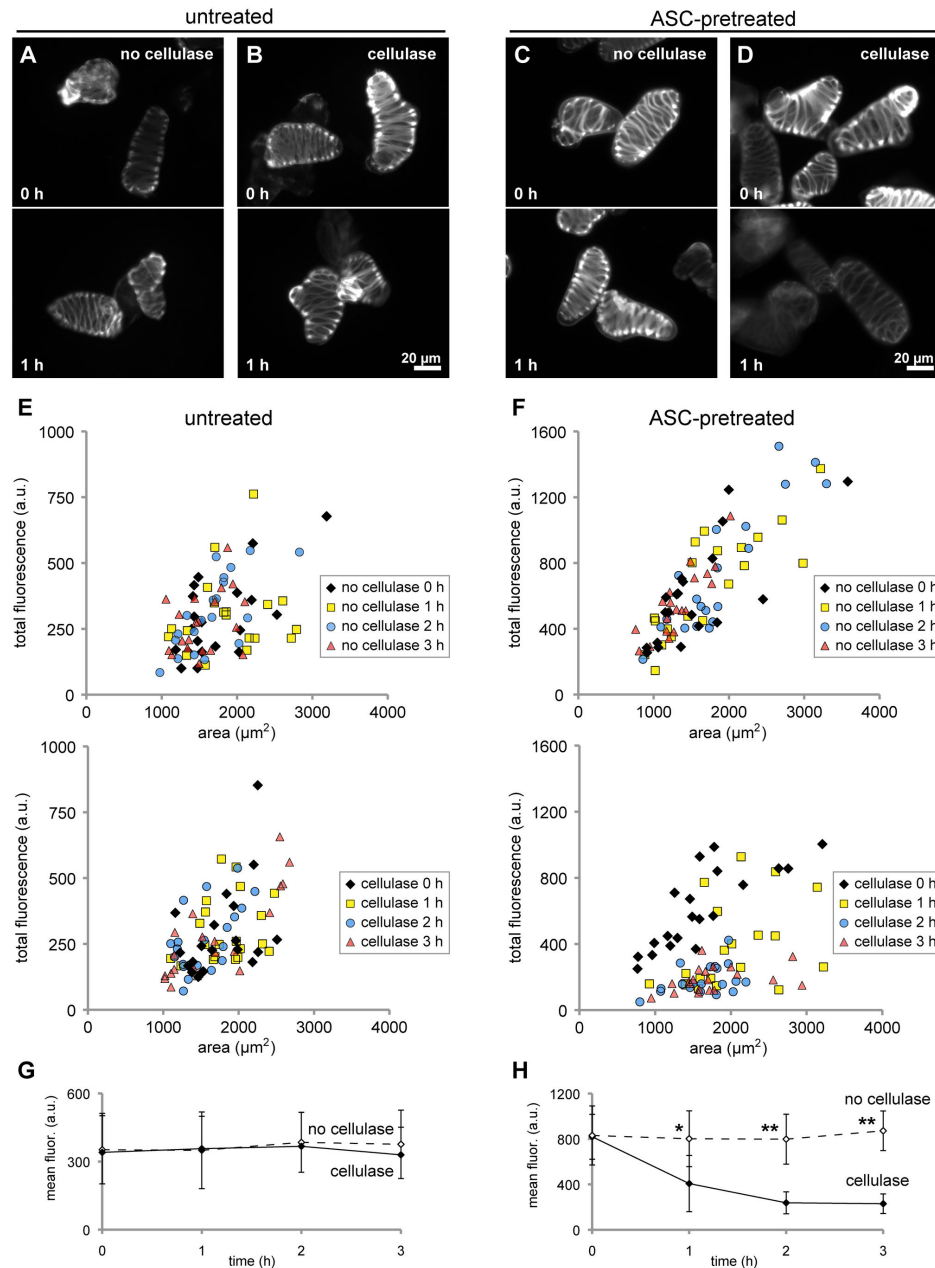 untreated
ASC-pretreated
A no cellulase
B cellulase
C no cellulase
D cellulase
0 h
0 h
0 h
0 h
1 h
1 h 20 µm
1 h
1 h 20 µm
E untreated
F ASC-pretreated
total fluorescence (a.u.)
1000
750
500
250
0
0 1000 2000 3000 4000
area (µm²)
no cellulase 0 h
no cellulase 1 h
no cellulase 2 h
no cellulase 3 h
total fluorescence (a.u.)
1600
1200
800
400
0
0 1000 2000 3000 4000
area (µm²)
no cellulase 0 h
no cellulase 1 h
no cellulase 2 h
no cellulase 3 h
total fluorescence (a.u.)
1000
750
500
250
0
0 1000 2000 3000 4000
area (µm²)
cellulase 0 h
cellulase 1 h
cellulase 2 h
cellulase 3 h
total fluorescence (a.u.)
1600
1200
800
400
0
0 1000 2000 3000 4000
area (µm²)
cellulase 0 h
cellulase 1 h
cellulase 2 h
cellulase 3 h
G
mean fluor. (a.u.)
600
300
0
no cellulase
cellulase
0 1 2 3
time (h)
H
mean fluor. (a.u.)
1200
800
400
0
no cellulase
* ** **
cellulase
0 1 2 3
time (h)